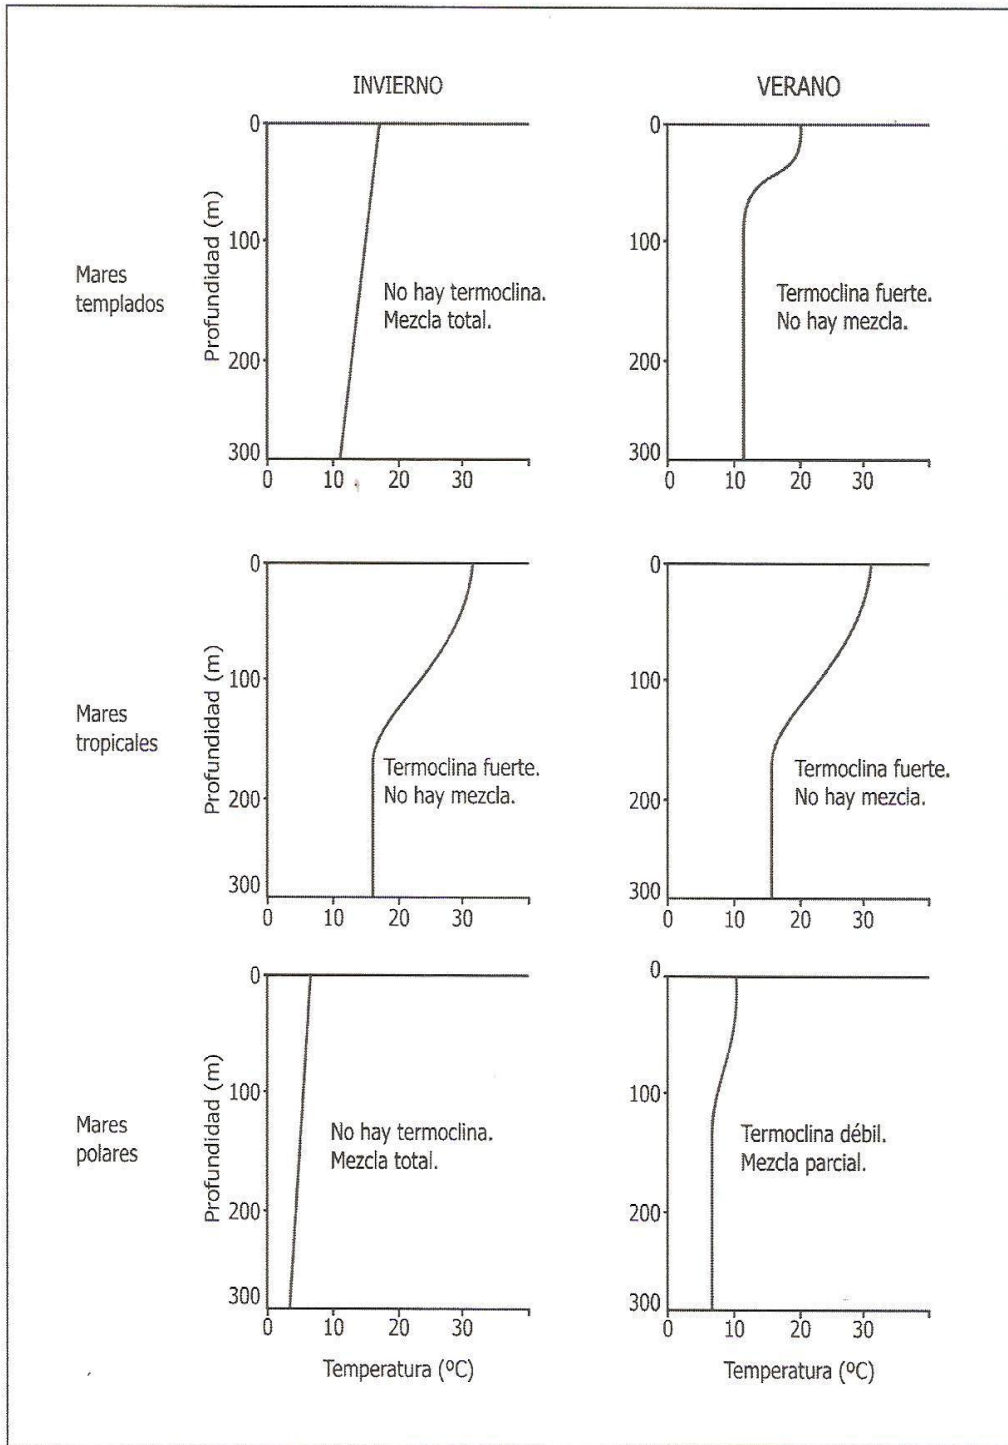 INVIERNO
VERANO
Mares
templados
Profundidad (m)
0
100
200
300
0 10 20 30
No hay termoclina.
Mezcla total.
0
100
200
300
0 10 20 30
Termoclina fuerte.
No hay mezcla.
Mares
tropicales
Profundidad (m)
0
100
200
300
0 10 20 30
Termoclina fuerte.
No hay mezcla.
0
100
200
300
0 10 20 30
Termoclina fuerte.
No hay mezcla.
Mares
polares
Profundidad (m)
0
100
200
300
0 10 20 30
Temperatura (ºC)
No hay termoclina.
Mezcla total.
0
100
200
300
0 10 20 30
Temperatura (ºC)
Termoclina débil.
Mezcla parcial.